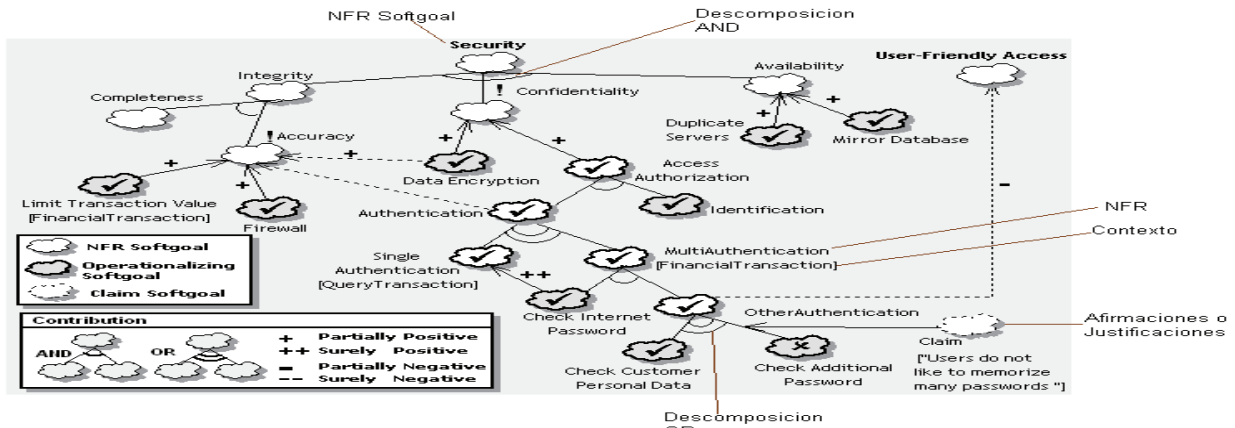 NFR Softgoal
Descomposicion
AND
Security
User-Friendly Access
Integrity
Availability
Completeness
! Confidentiality
Duplicate
Servers
Mirror Database
! Accuracy
+
+
+
+
+
+
+
Data Encryption
Access
Authorization
Limit Transaction Value
[FinancialTransaction]
Firewall
Authentication
Identification
-
NFR
Contexto
NFR Softgoal
Operationalizing
Softgoal
Claim Softgoal
Single
Authentication
[QueryTransaction]
MultiAuthentication
[FinancialTransaction]
++
Check Internet
Password
OtherAuthentication
Afirmaciones o
Justificaciones
Claim
["Users do not
like to memorize
many passwords "]
Check Customer
Personal Data
Check Additional
Password
Contribution
AND
OR
+ Partially Positive
++ Surely Positive
- Partially Negative
-- Surely Negative
Descomposicion